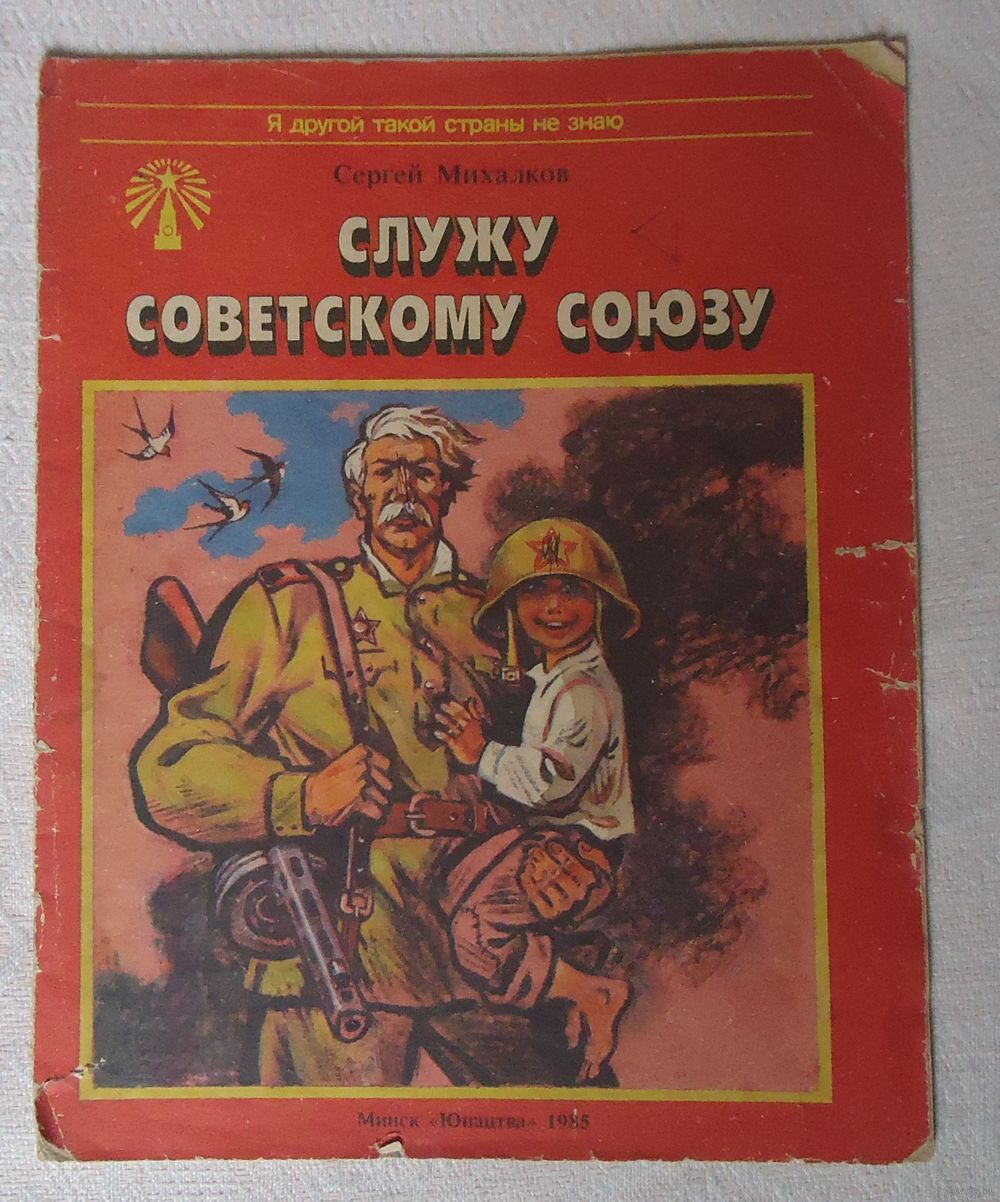 Я другой такой страны не знаю
Сергей Михалков
СЛУЖУ
СОВЕТСКОМУ СОЮЗУ
Минск «Юнацтва» 1985